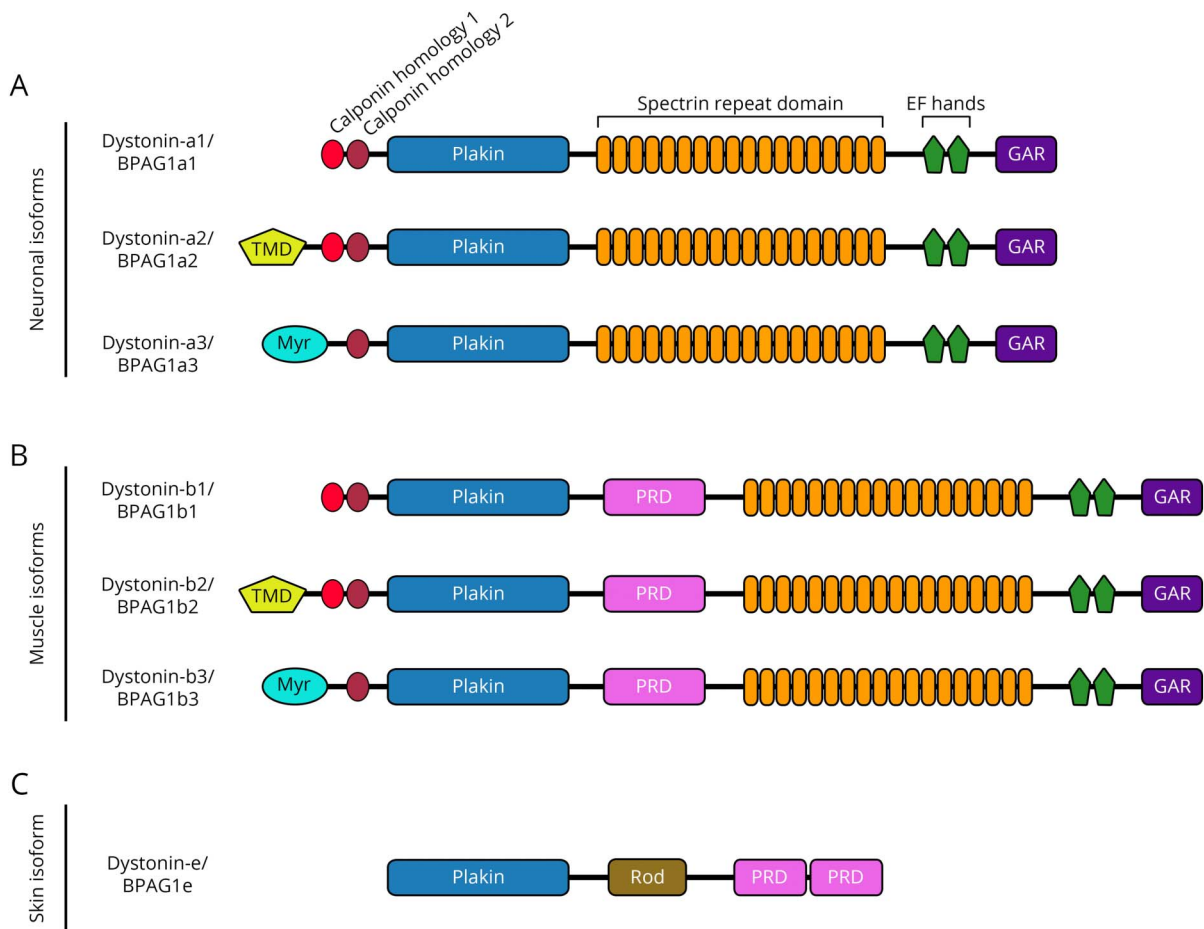 A
Neuronal isoforms
Calponin homology 1
Calponin homology 2
Spectrin repeat domain
EF hands
Dystonin-a1/
BPAG1a1
Plakin
GAR
Dystonin-a2/
BPAG1a2
TMD
Plakin
GAR
Dystonin-a3/
BPAG1a3
Myr
Plakin
GAR
B
Muscle isoforms
Dystonin-b1/
BPAG1b1
Plakin
PRD
GAR
Dystonin-b2/
BPAG1b2
TMD
Plakin
PRD
GAR
Dystonin-b3/
BPAG1b3
Myr
Plakin
PRD
GAR
C
Skin isoform
Dystonin-e/
BPAG1e
Plakin
Rod
PRD
PRD